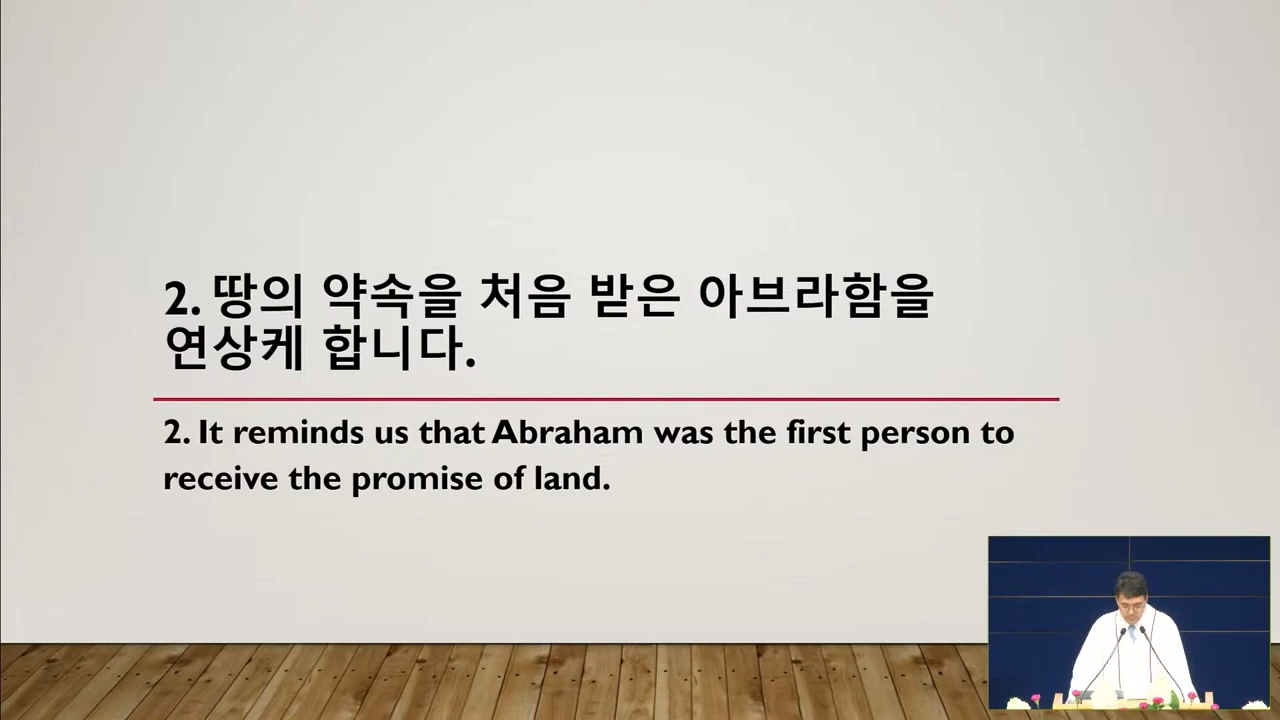 2. 땅의 약속을 처음 받은 아브라함을
연상케 합니다.
2. It reminds us that Abraham was the first person to
receive the promise of land.